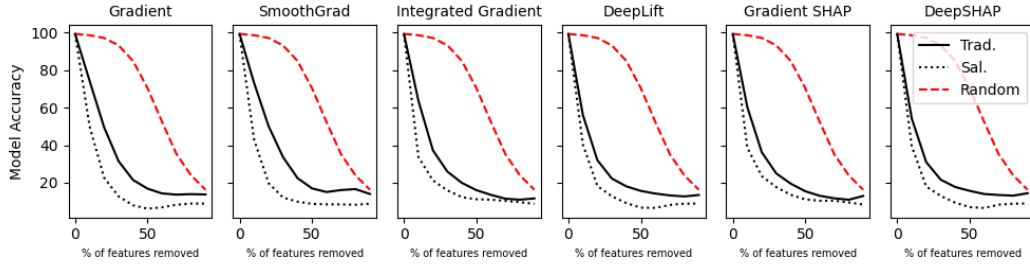 Gradient SmoothGrad Integrated Gradient DeepLift Gradient SHAP DeepSHAP
Model Accuracy
100
80
60
40
20
Trad.
Sal.
Random
0 50 0 50 0 50 0 50 0 50 0 50
% of features removed % of features removed % of features removed % of features removed % of features removed % of features removed